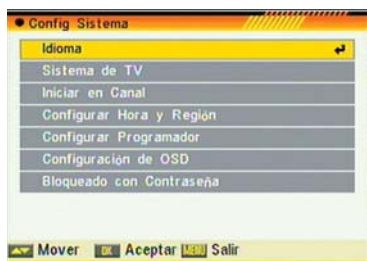 Config Sistema
Idioma
Sistema de TV
Iniciar en Canal
Configurar Hora y Región
Configurar Programador
Configuración de OSD
Bloqueado con Contraseña
Mover OK Aceptar MENU Salir